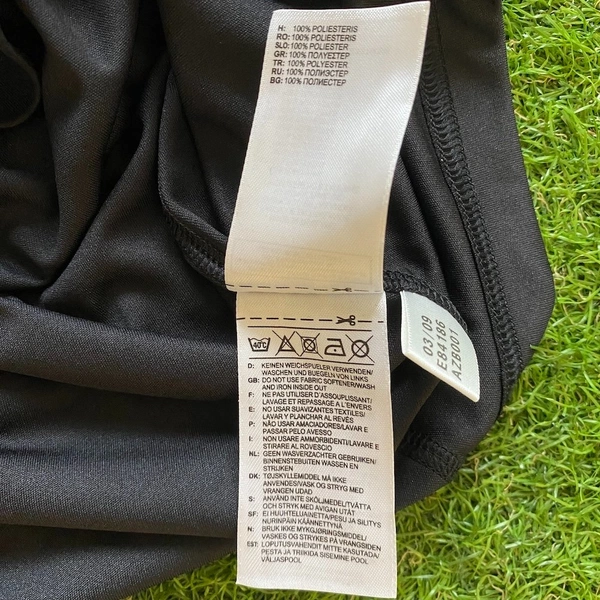 H: 100% POLIESTERIS
RO: 100% POLIESTER
SLO: 100% POLIESTER
GR: 100% ΠΟΛΥΕΣΤΕΡ
TR: 100% POLYESTER
RU: 100% ПОЛИЭСТЕР
BG: 100% ПОЛИЕСТЕР
40°C
D: KEINEN WEICHSPUELER VERWENDEN/
WASCHEN UND BUEGELN VON LINKS
GB: DO NOT USE FABRIC SOFTENER/WASH
AND IRON INSIDE OUT
F: NE PAS UTILISER D'ASSOUPLISSANT/
LAVAGE ET REPASSAGE A L'ENVERS
E: NO USAR SUAVIZANTES TEXTILES/
LAVAR Y PLANCHAR AL REVÉS
P: NÃO USAR AMACIADORES/LAVAR E
PASSAR PELO AVESSO
I: NON USARE AMMORBIDENTI/LAVARE E
STIRARE AL ROVESCIO
NL: GEEN WASVERZACHTER GEBRUIKEN/
BINNENSTEBUITEN WASSEN EN
STRIJKEN
DK: TØJSKYLLEMIDDEL MÅ IKKE
ANVENDES/VASK OG STRYG MED
VRANGEN UDAD
S: ANVÄND INTE SKÖLJMEDEL/TVÄTTA
OCH STRYK MED AVIGAN UTÅT
SF: EI HUUHTELUAINETTA/PESU JA SILITYS
NURINPÄIN KÄÄNNETTYNÄ
N: BRUK IKKE MYKGJØRINGSMIDDEL/
VASKES OG STRYKES PÅ VRANGEN
EST: LOPUTUSVAHENDIT MITTE KASUTADA/
PESTA JA TRIIKIDA SISEMINE POOL
VÄLJASPOOL
03/09
E84186
AZB001